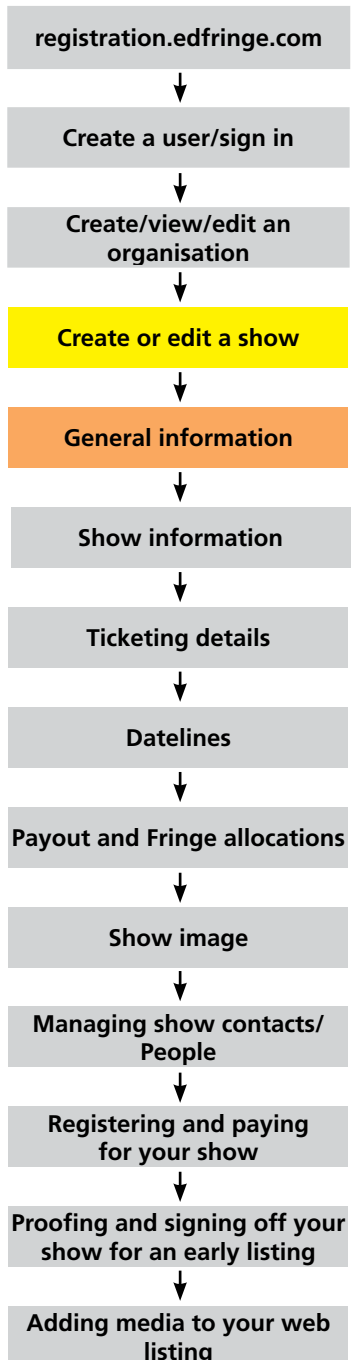 registration.edfringe.com
Create a user/sign in
Create/view/edit an
organisation
Create or edit a show
General information
Show information
Ticketing details
Datelines
Payout and Fringe allocations
Show image
Managing show contacts/
People
Registering and paying
for your show
Proofing and signing off your
show for an early listing
Adding media to your web
listing